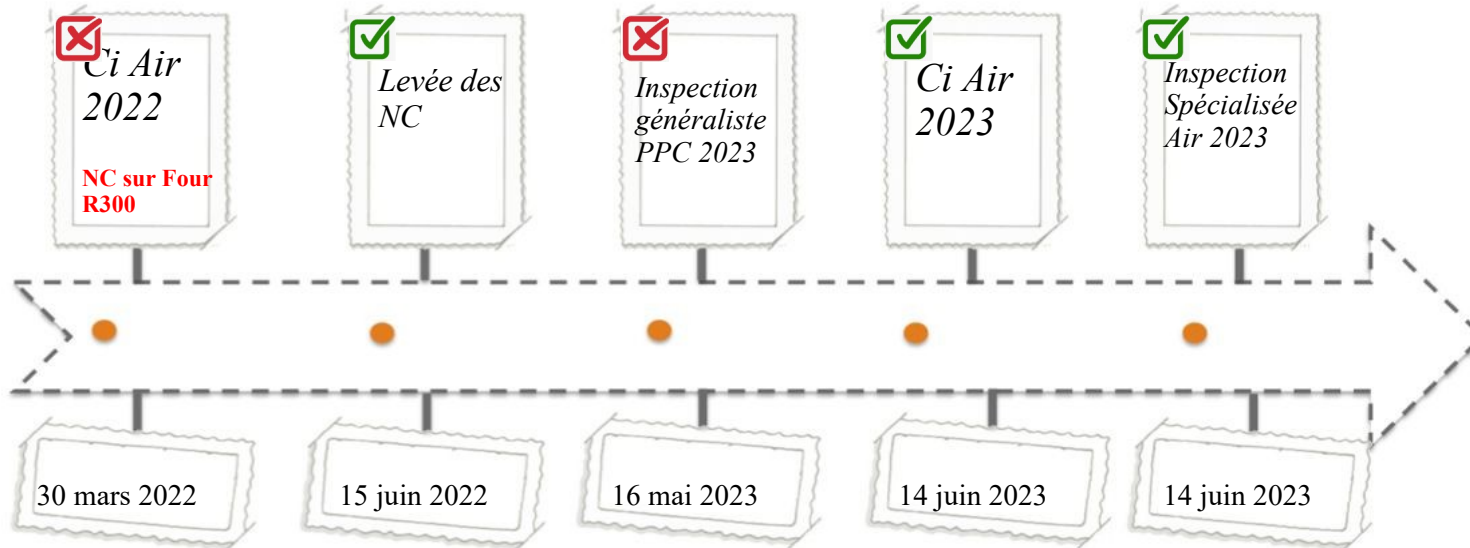 Ci Air
2022
NC sur Four
R300
Levée des
NC
Inspection
généraliste
PPC 2023
Ci Air
2023
Inspection
Spécialisée
Air 2023
30 mars 2022
15 juin 2022
16 mai 2023
14 juin 2023
14 juin 2023